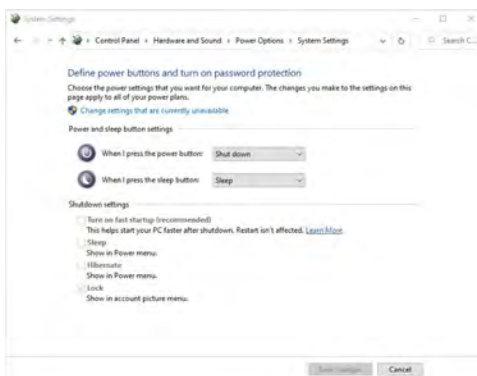 System Settings
Control Panel › Hardware and Sound › Power Options › System Settings
Search C...
Define power buttons and turn on password protection
Choose the power settings that you want for your computer. The changes you make to the settings on this
page apply to all of your power plans.
Change settings that are currently unavailable
Power and sleep button settings
When I press the power button: Shut down
When I press the sleep button: Sleep
Shutdown settings
Turn on fast startup (recommended)
This helps start your PC faster after shutdown. Restart isn't affected. Learn More
Sleep
Show in Power menu.
Hibernate
Show in Power menu.
Lock
Show in account picture menu.
Save changes Cancel